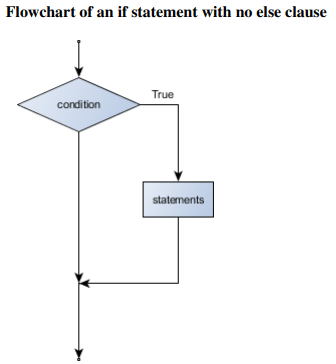 Flowchart of an if statement with no else clause
True
condition
statements